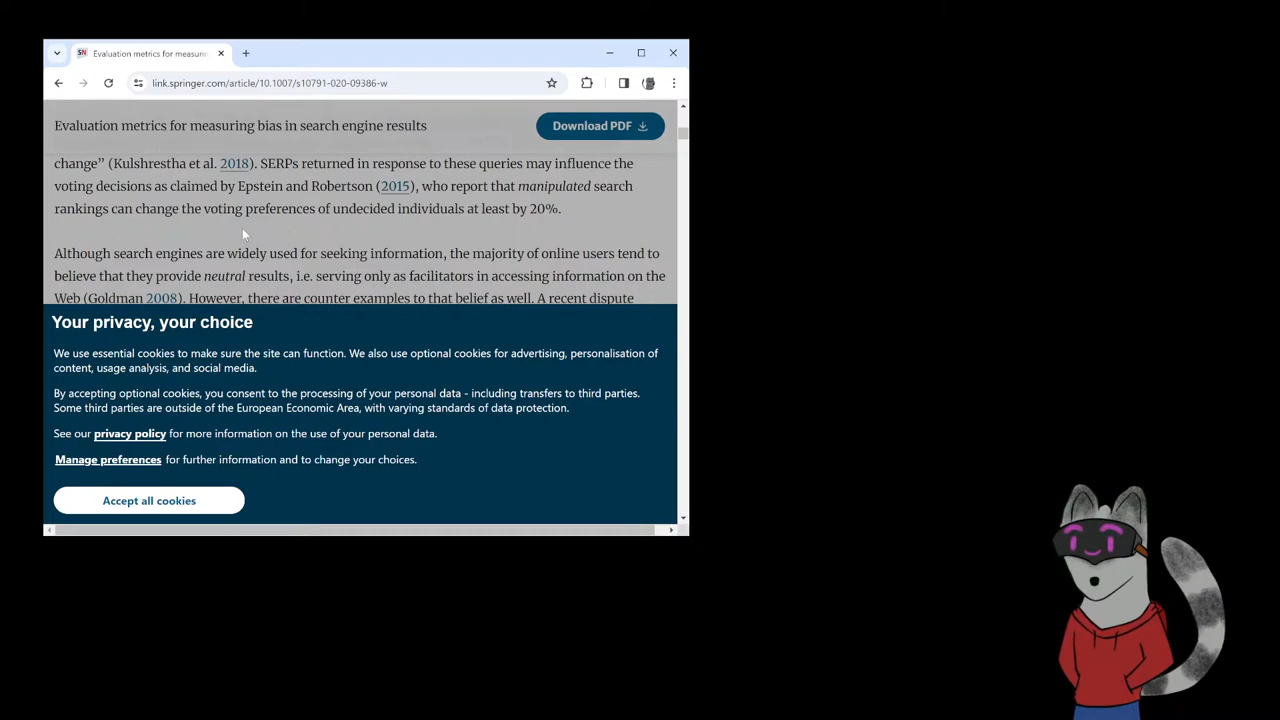 SN Evaluation metrics for measurin
link.springer.com/article/10.1007/s10791-020-09386-w
Evaluation metrics for measuring bias in search engine results
Download PDF
change” (Kulshrestha et al. 2018). SERPs returned in response to these queries may influence the
voting decisions as claimed by Epstein and Robertson (2015), who report that manipulated search
rankings can change the voting preferences of undecided individuals at least by 20%.
Although search engines are widely used for seeking information, the majority of online users tend to
believe that they provide neutral results, i.e. serving only as facilitators in accessing information on the
Web (Goldman 2008). However, there are counter examples to that belief as well. A recent dispute
Your privacy, your choice
We use essential cookies to make sure the site can function. We also use optional cookies for advertising, personalisation of
content, usage analysis, and social media.
By accepting optional cookies, you consent to the processing of your personal data - including transfers to third parties.
Some third parties are outside of the European Economic Area, with varying standards of data protection.
See our privacy policy for more information on the use of your personal data.
Manage preferences for further information and to change your choices.
Accept all cookies